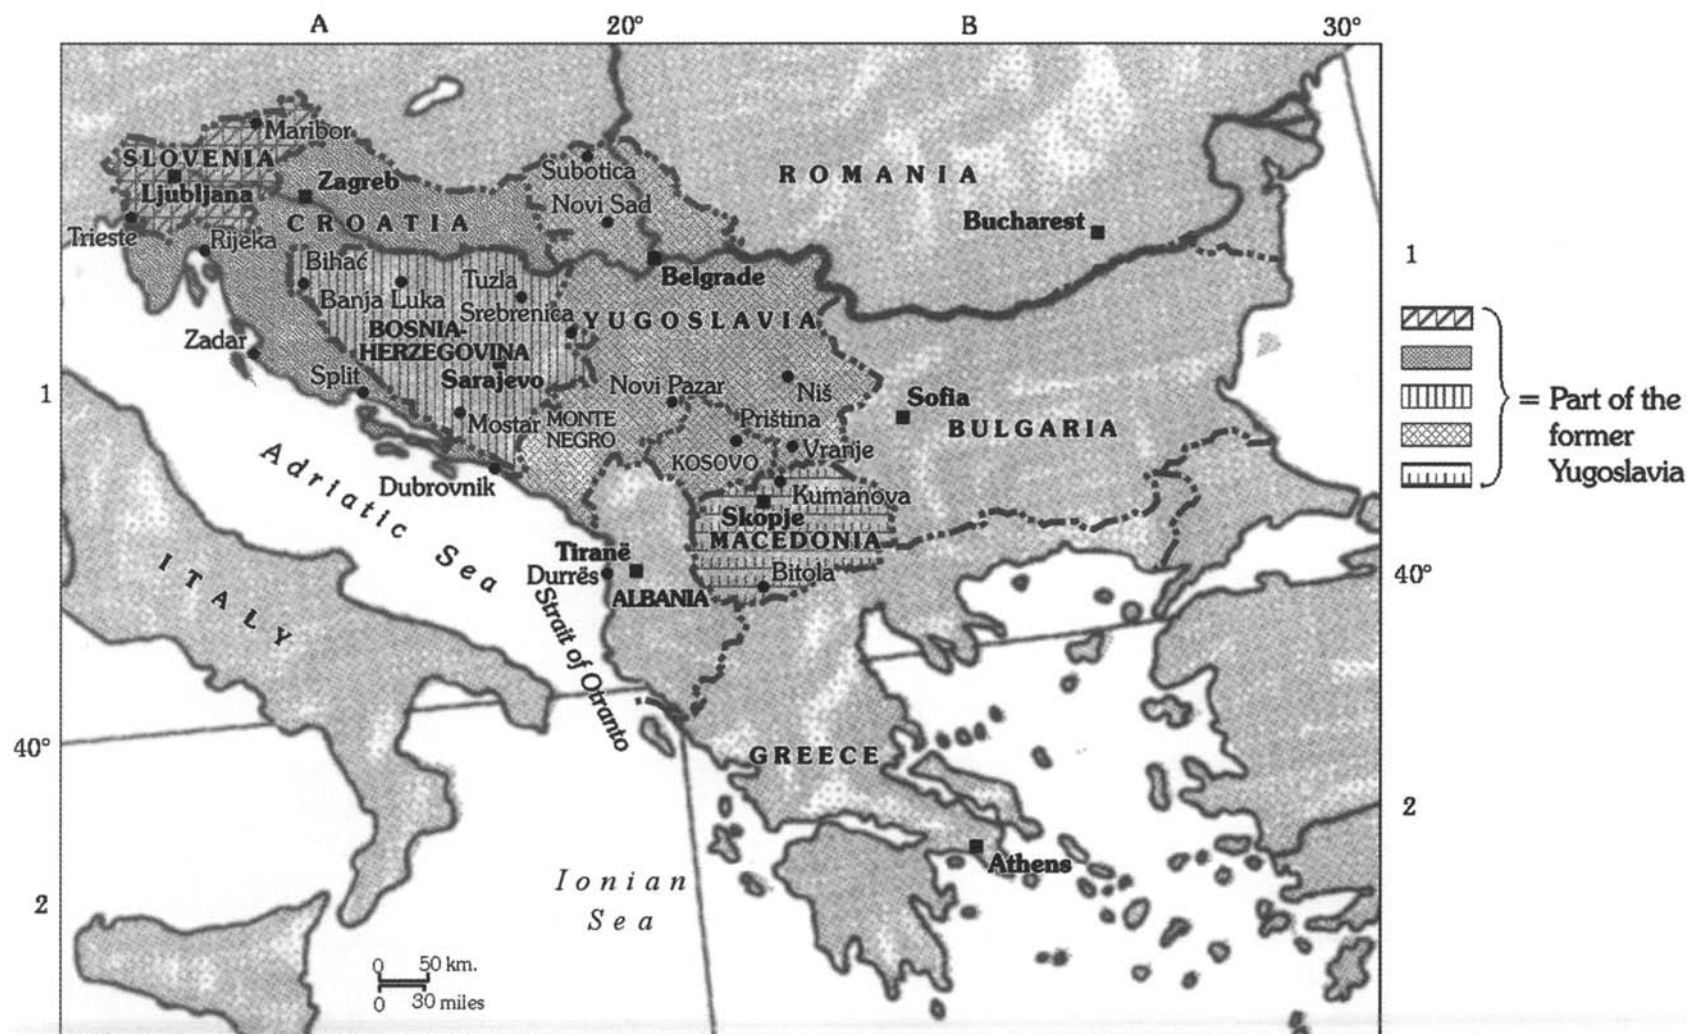 A 20° B 30°
Maribor
SLOVENIA
Ljubljana
Zagreb
CROATIA
Trieste
Rijeka
Subotica
Novi Sad
ROMANIA
Bucharest
Belgrade
Bihać
Banja Luka
Tuzla
Srebrenica
YUGOSLAVIA
BOSNIA-
HERZEGOVINA
Sarajevo
Zadar
Split
Mostar
MONTE
NEGRO
Novi Pazar
Niš
Priština
Vranje
KOSOVO
Sofia
BULGARIA
Dubrovnik
Kumanova
Skopje
MACEDONIA
Bitola
Adriatic Sea
ITALY
Tiranë
Durrës
ALBANIA
Strait of Otranto
GREECE
Athens
Ionian
Sea
0 50 km.
0 30 miles
1
40°
2
1
40°
2
= Part of the
former
Yugoslavia